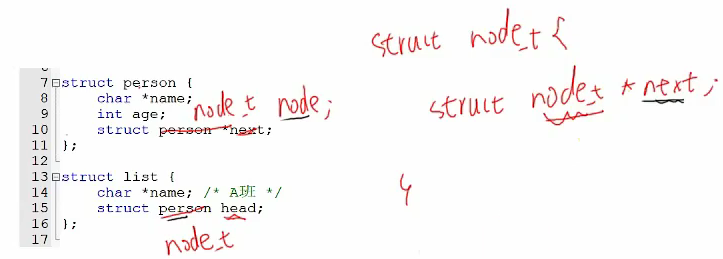 struct node_t {
struct node_t *next;
7 struct person {
8 char *name;
node_t node;
9 int age;
10 struct person *next;
11 };
12
13 struct list {
14 char *name; /* A班 */
15 struct person head;
16 };
17
node_t